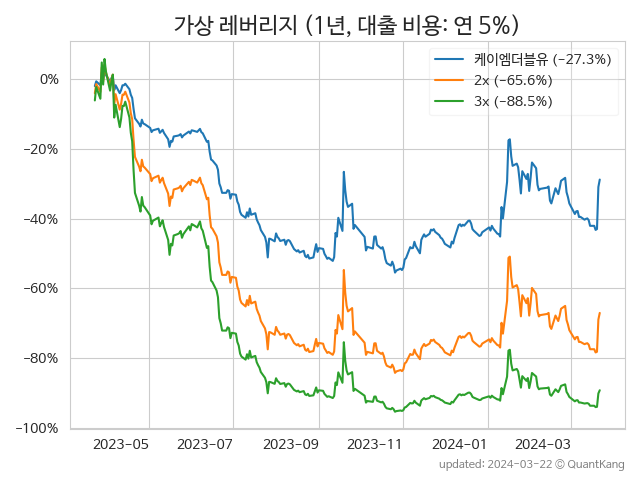 가상 레버리지 (1년, 대출 비용: 연 5%)
케이엠더블유 (−27.3%)
2x (−65.6%)
3x (−88.5%)
0%
−20%
−40%
−60%
−80%
−100%
2023-05 2023-07 2023-09 2023-11 2024-01 2024-03
updated: 2024-03-22 © QuantKang